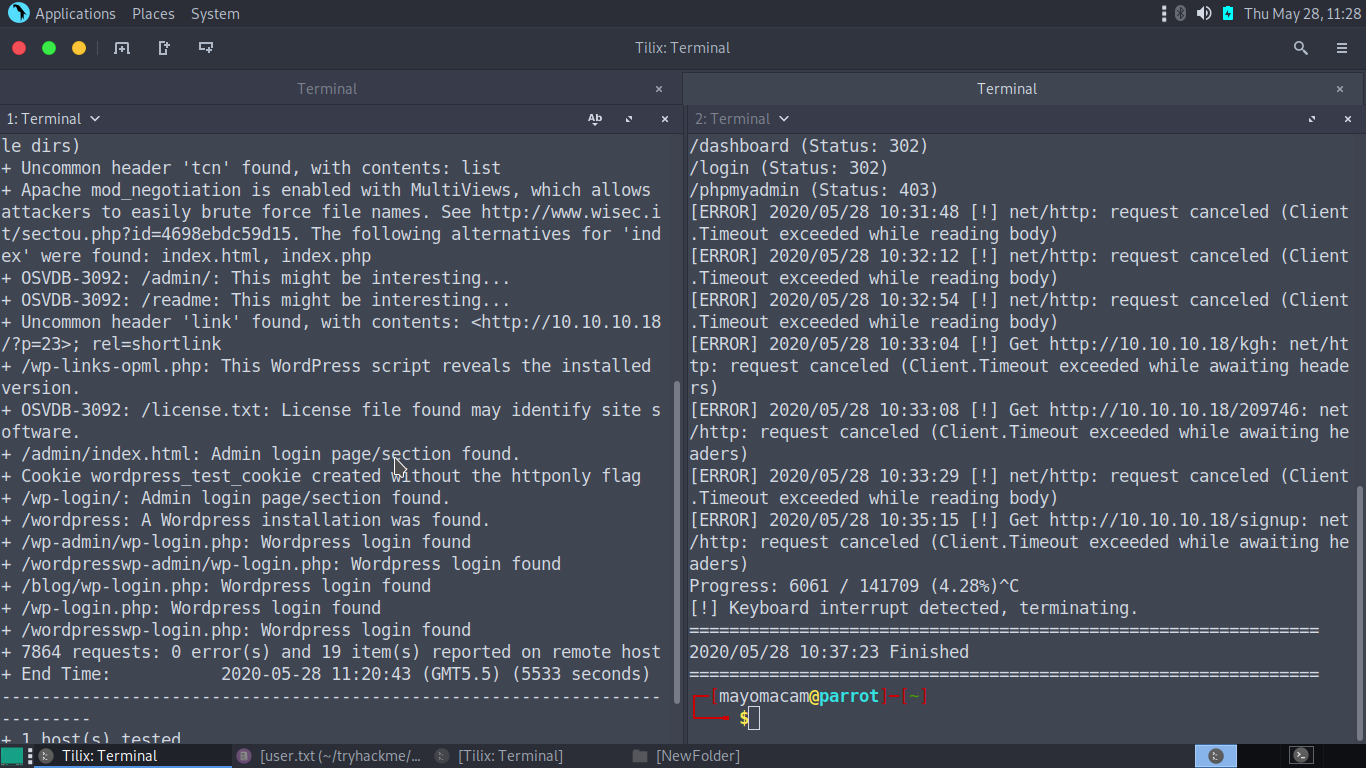 Applications Places System Thu May 28, 11:28
Tilix: Terminal
Terminal ×
Terminal ×
1: Terminal Ab ×
2: Terminal ×
le dirs)
+ Uncommon header 'tcn' found, with contents: list
+ Apache mod_negotiation is enabled with MultiViews, which allows
attackers to easily brute force file names. See http://www.wisec.i
t/sectou.php?id=4698ebdc59d15. The following alternatives for 'ind
ex' were found: index.html, index.php
+ OSVDB-3092: /admin/: This might be interesting...
+ OSVDB-3092: /readme: This might be interesting...
+ Uncommon header 'link' found, with contents: <http://10.10.10.18
/?p=23>; rel=shortlink
+ /wp-links-opml.php: This WordPress script reveals the installed
version.
+ OSVDB-3092: /license.txt: License file found may identify site s
oftware.
+ /admin/index.html: Admin login page/section found.
+ Cookie wordpress_test_cookie created without the httponly flag
+ /wp-login/: Admin login page/section found.
+ /wordpress: A Wordpress installation was found.
+ /wp-admin/wp-login.php: Wordpress login found
+ /wordpresswp-admin/wp-login.php: Wordpress login found
+ /blog/wp-login.php: Wordpress login found
+ /wp-login.php: Wordpress login found
+ /wordpresswp-login.php: Wordpress login found
+ 7864 requests: 0 error(s) and 19 item(s) reported on remote host
+ End Time:           2020-05-28 11:20:43 (GMT5.5) (5533 seconds)
------------------------------------------------------------------
---------
+ 1 host(s) tested
/dashboard (Status: 302)
/login (Status: 302)
/phpmyadmin (Status: 403)
[ERROR] 2020/05/28 10:31:48 [!] net/http: request canceled (Client
.Timeout exceeded while reading body)
[ERROR] 2020/05/28 10:32:12 [!] net/http: request canceled (Client
.Timeout exceeded while reading body)
[ERROR] 2020/05/28 10:32:54 [!] net/http: request canceled (Client
.Timeout exceeded while reading body)
[ERROR] 2020/05/28 10:33:04 [!] Get http://10.10.10.18/kgh: net/ht
tp: request canceled (Client.Timeout exceeded while awaiting heade
rs)
[ERROR] 2020/05/28 10:33:08 [!] Get http://10.10.10.18/209746: net
/http: request canceled (Client.Timeout exceeded while awaiting he
aders)
[ERROR] 2020/05/28 10:33:29 [!] net/http: request canceled (Client
.Timeout exceeded while reading body)
[ERROR] 2020/05/28 10:35:15 [!] Get http://10.10.10.18/signup: net
/http: request canceled (Client.Timeout exceeded while awaiting he
aders)
Progress: 6061 / 141709 (4.28%)^C
[!] Keyboard interrupt detected, terminating.
===============================================================
2020/05/28 10:37:23 Finished
===============================================================
┌─[mayomacam@parrot]─[~]
└──╼ $
Tilix: Terminal [user.txt (~/tryhackme/... [Tilix: Terminal] [NewFolder]